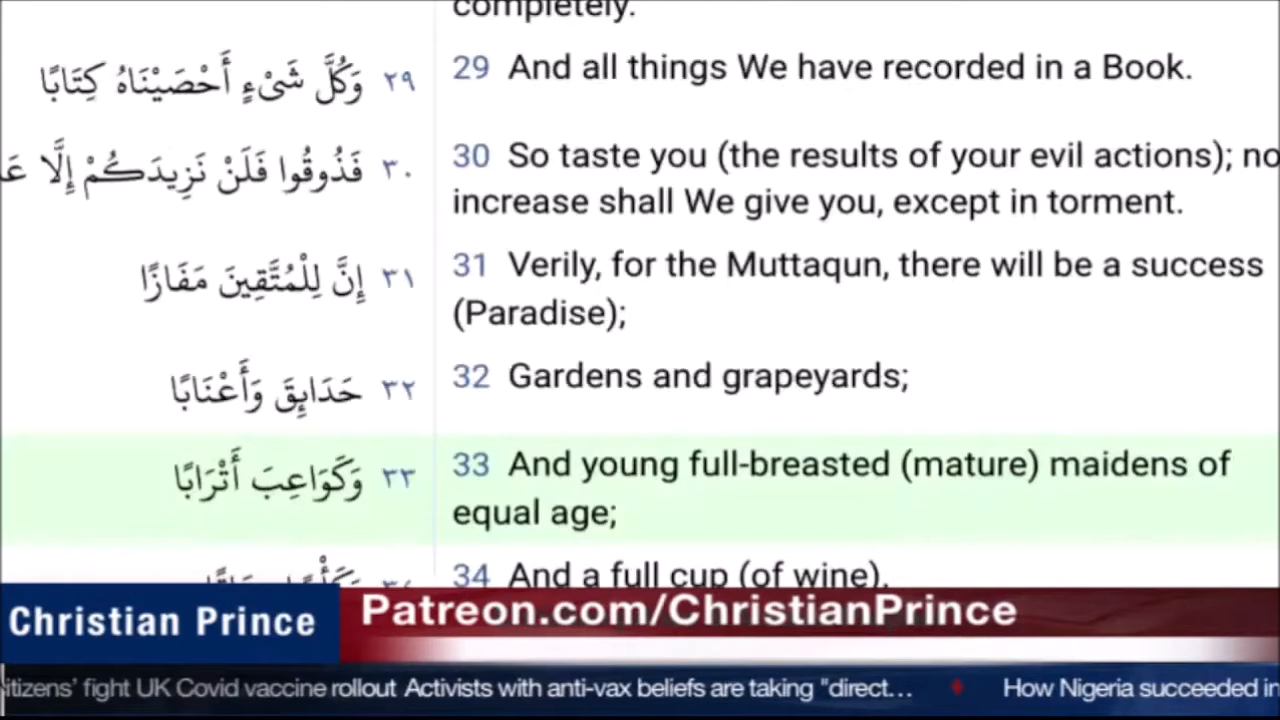 completely.
وَكُلَّ شَىْءٍ أَحْصَيْنَاهُ كِتَابًا ٢٩
29 And all things We have recorded in a Book.
فَذُوقُوا فَلَنْ نَزِيدَكُمْ إِلَّا ٣٠
30 So taste you (the results of your evil actions); no
increase shall We give you, except in torment.
إِنَّ لِلْمُتَّقِينَ مَفَازًا ٣١
31 Verily, for the Muttaqun, there will be a success
(Paradise);
حَدَايِٕقَ وَأَعْنَابًا ٣٢
32 Gardens and grapeyards;
وَكَوَاعِبَ أَتْرَابًا ٣٣
33 And young full-breasted (mature) maidens of
equal age;
34 And a full cup (of wine).
Christian Prince
Patreon.com/ChristianPrince
itizens' fight UK Covid vaccine rollout Activists with anti-vax beliefs are taking "direct... How Nigeria succeeded in